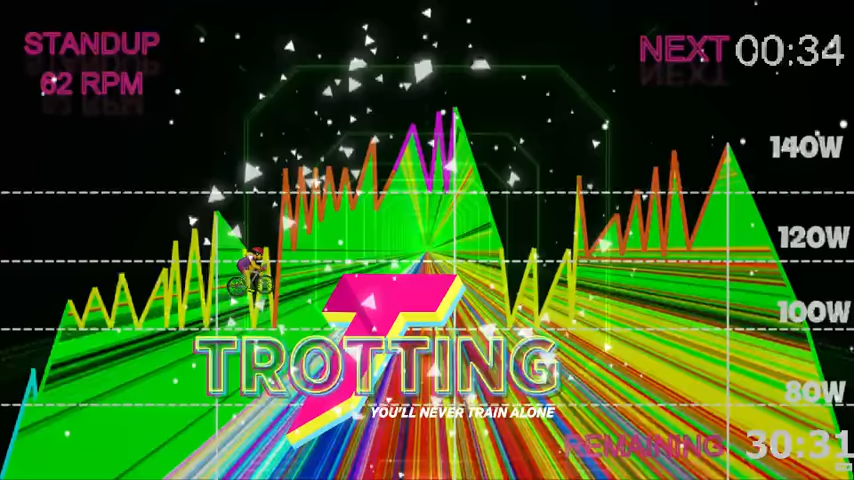 STANDUP
62 RPM
NEXT 00:34
140W
120W
100W
80W
TROTTING
YOU'LL NEVER TRAIN ALONE
REMAINING 30:31